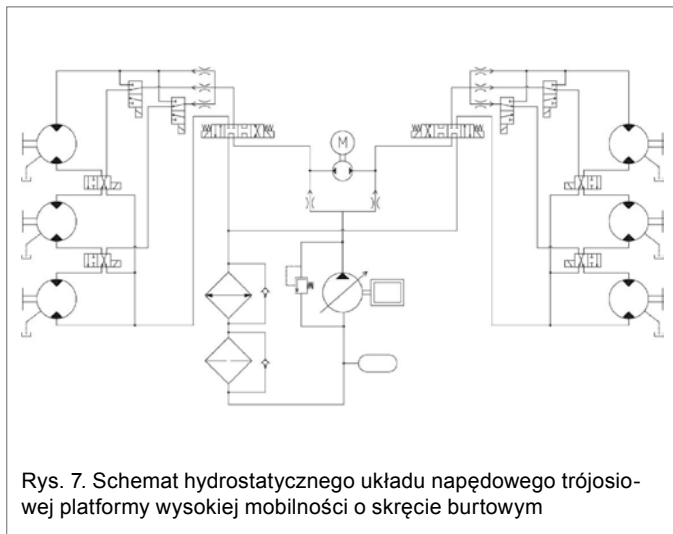 M
Rys. 7. Schemat hydrostatycznego układu napędowego trójosio-
wej platformy wysokiej mobilności o skręcie burtowym